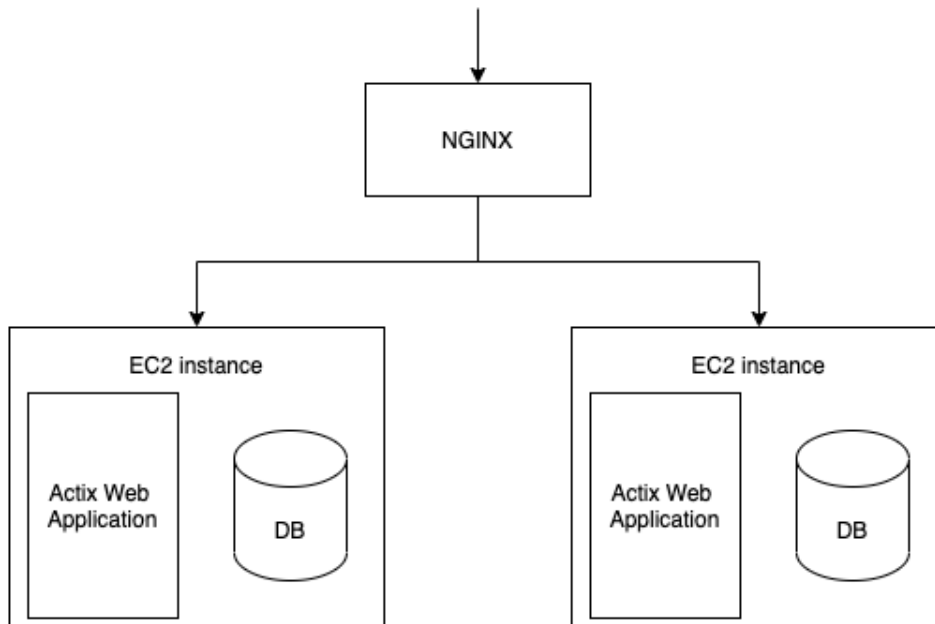 NGINX
EC2 instance
Actix Web
Application
DB
EC2 instance
Actix Web
Application
DB